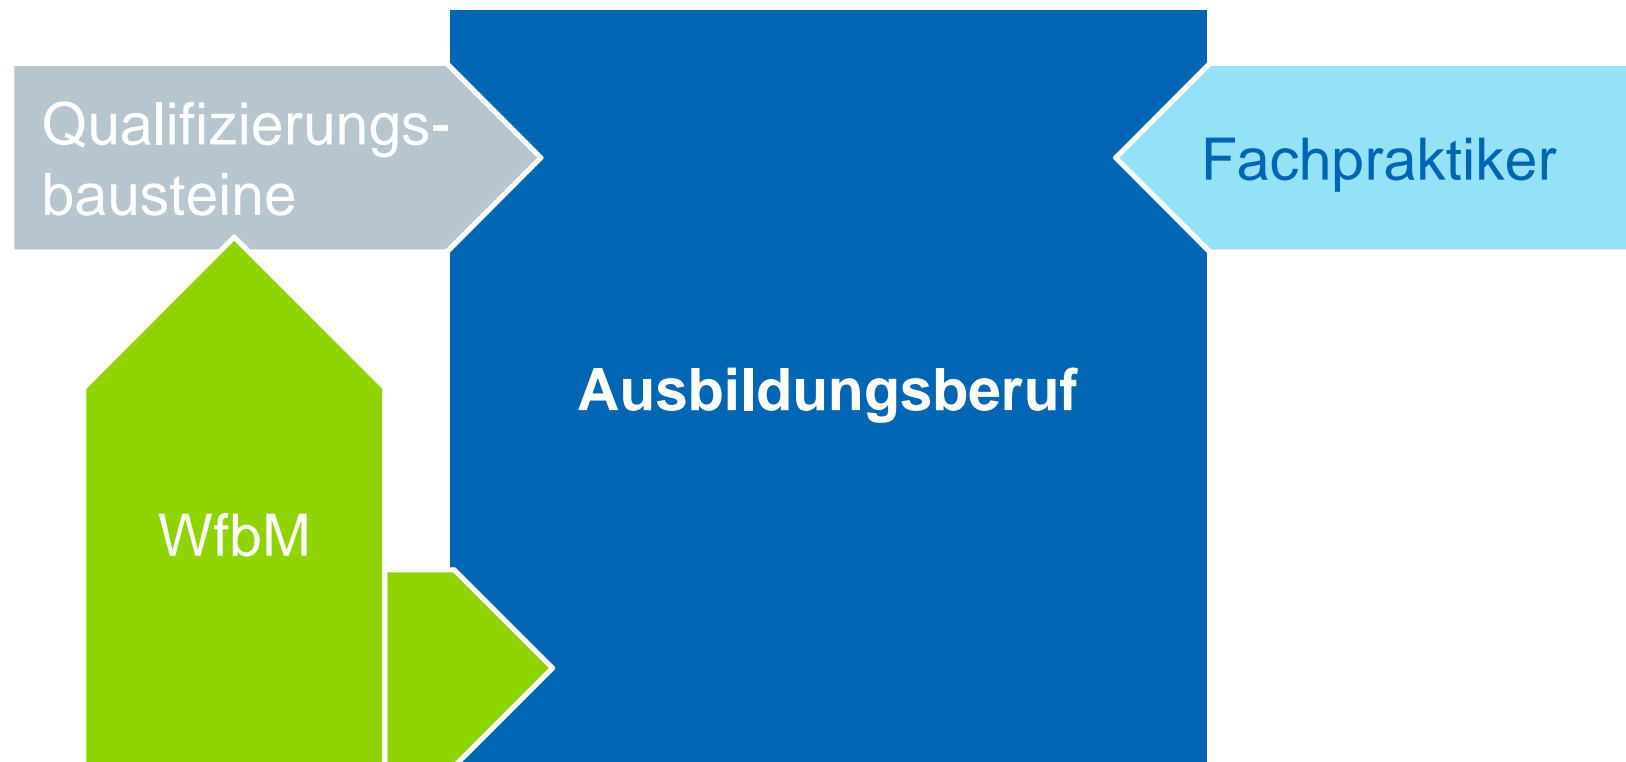 Qualifizierungs-
bausteine
Fachpraktiker
Ausbildungsberuf
WfbM